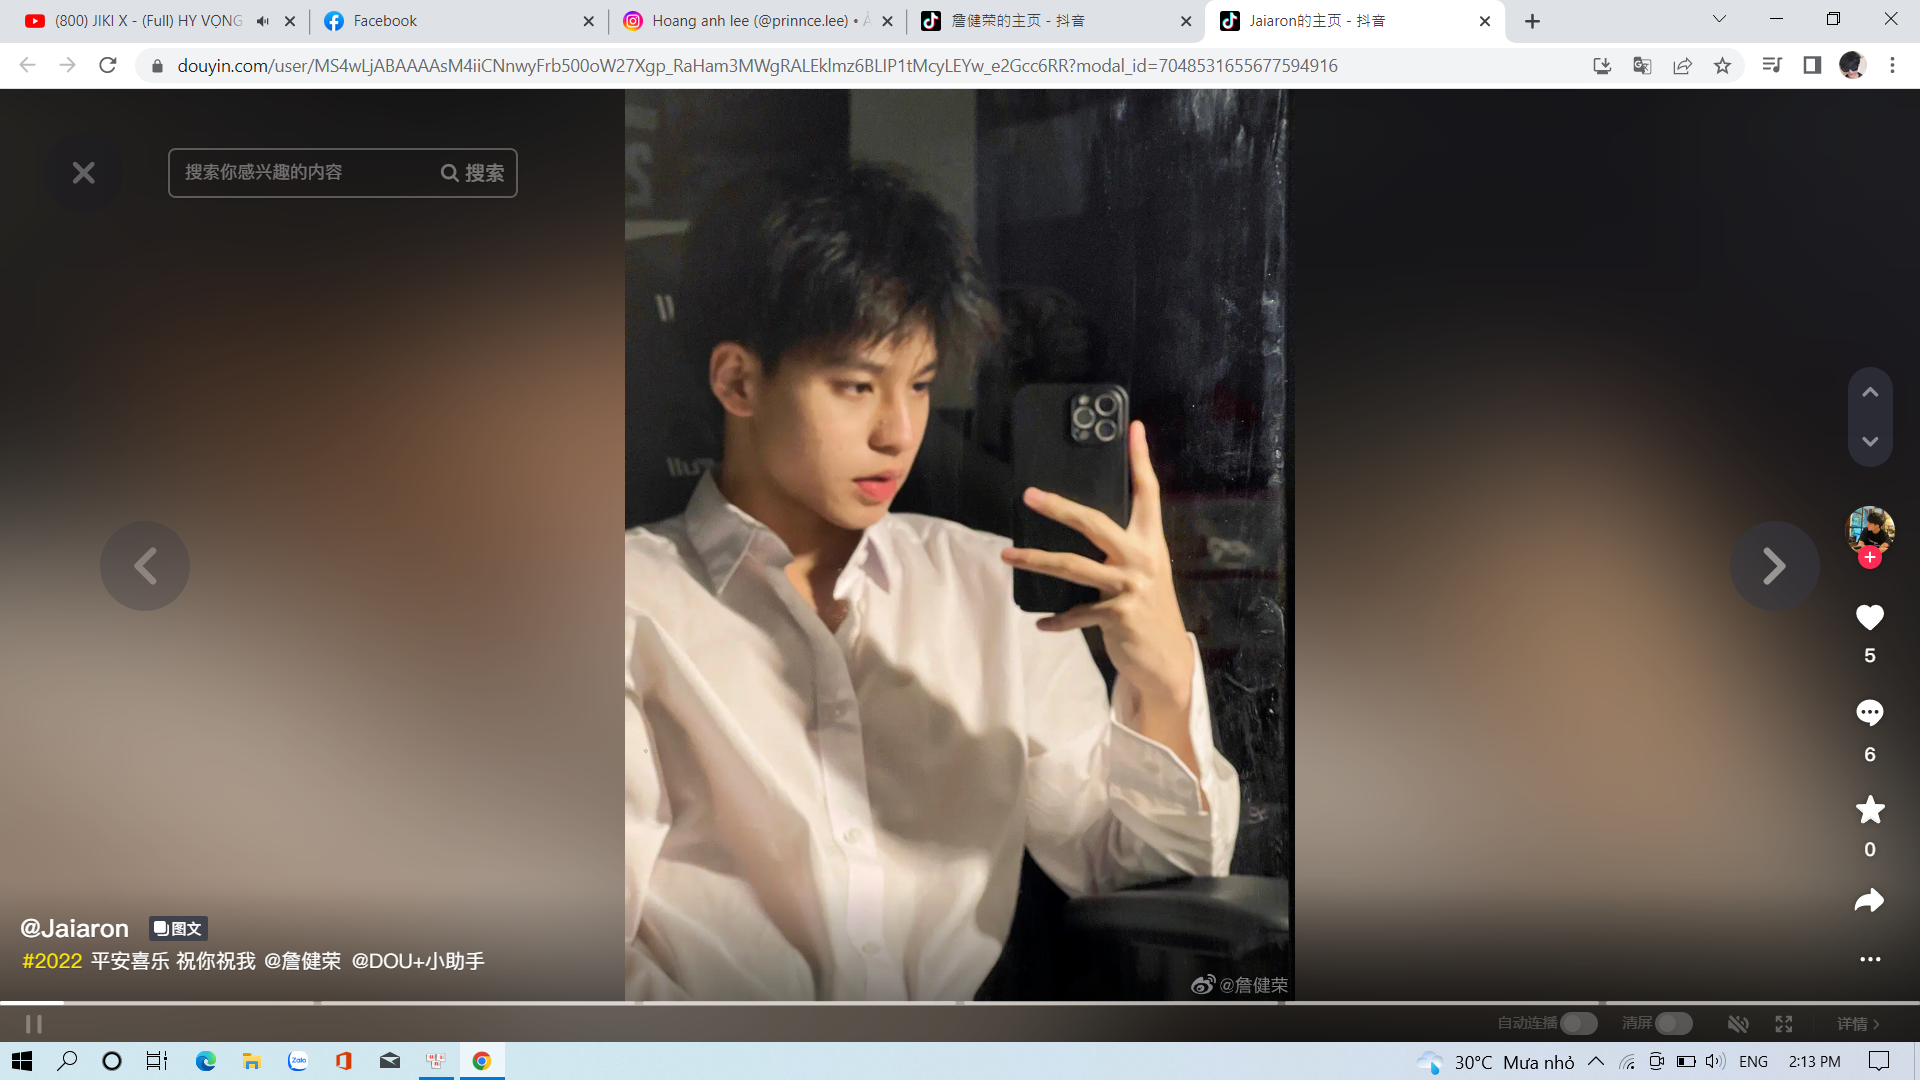 (800) JIKI X - (Full) HY VỌNG
Facebook
Hoang anh lee (@prinnce.lee) •
詹健荣的主页 - 抖音
Jaiaron的主页 - 抖音
douyin.com/user/MS4wLjABAAAAsM4iiCNnwyFrb500oW27Xgp_RaHam3MWgRALEklmz6BLIP1tMcyLEYw_e2Gcc6RR?modal_id=7048531655677594916
搜索你感兴趣的内容
搜索
5
6
0
@Jaiaron
图文
#2022 平安喜乐 祝你祝我 @詹健荣 @DOU+小助手
@詹健荣
自动连播
清屏
详情
Zalo
30°C Mưa nhỏ
ENG
2:13 PM